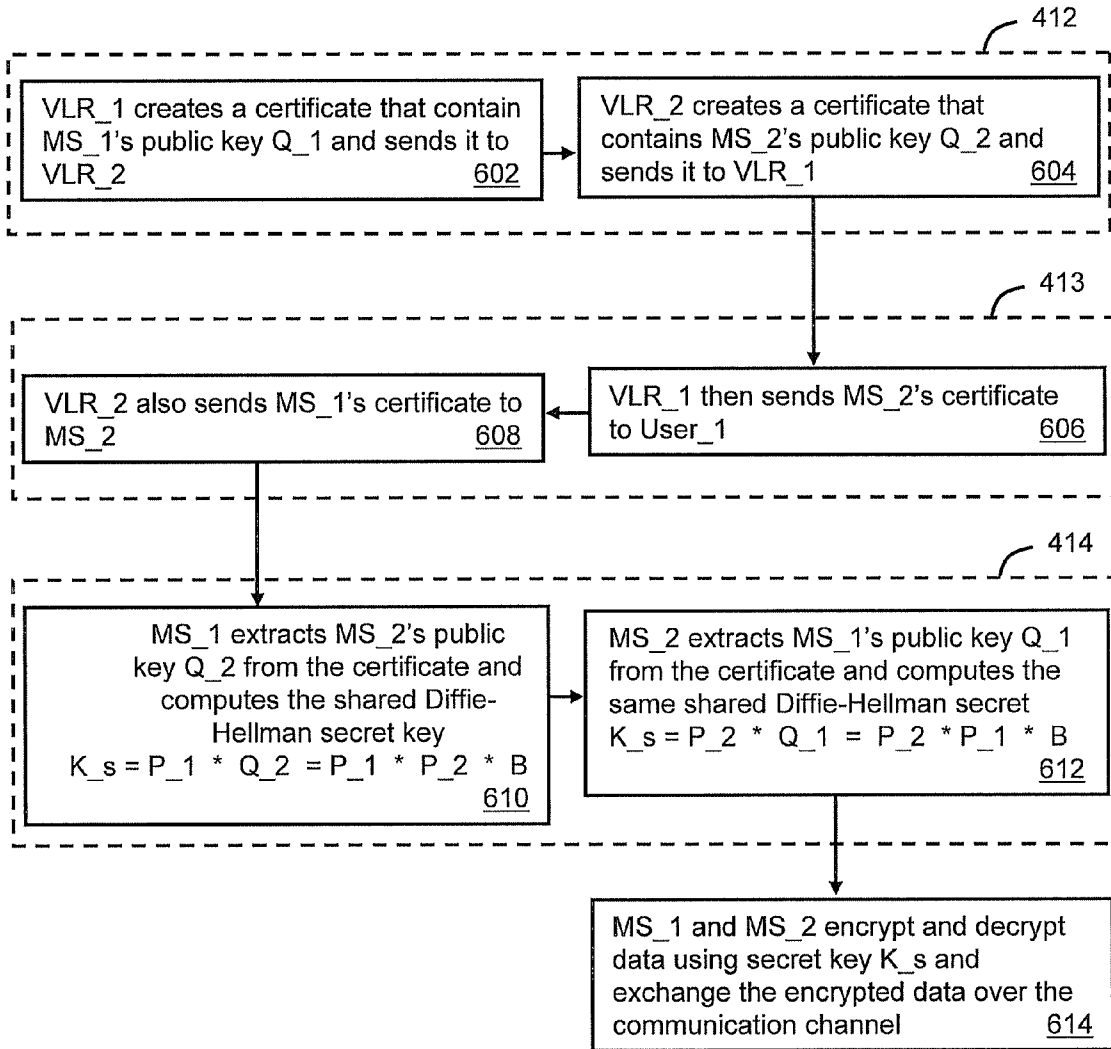 412
VLR_1 creates a certificate that contain
MS_1's public key Q_1 and sends it to
VLR_2
602
VLR_2 creates a certificate that
contains MS_2's public key Q_2 and
sends it to VLR_1
604
413
VLR_2 also sends MS_1's certificate to
MS_2
608
VLR_1 then sends MS_2's certificate
to User_1
606
414
MS_1 extracts MS_2's public
key Q_2 from the certificate and
computes the shared Diffie-
Hellman secret key
K_s = P_1 * Q_2 = P_1 * P_2 * B
610
MS_2 extracts MS_1's public key Q_1
from the certificate and computes the
same shared Diffie-Hellman secret
K_s = P_2 * Q_1 = P_2 * P_1 * B
612
MS_1 and MS_2 encrypt and decrypt
data using secret key K_s and
exchange the encrypted data over the
communication channel
614